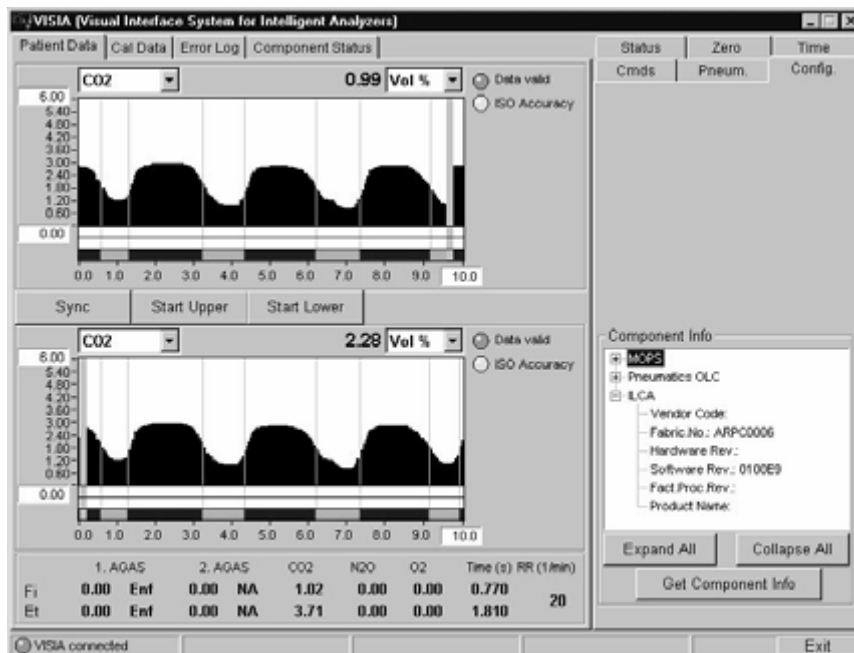 VISIA (Visual Interface System for Intelligent Analyzers)
Patient Data Cal Data Error Log Component Status
Status Zero Time
Cmds Pneum. Config.
CO2 0.99 Vol % Data valid
ISO Accuracy
6.00
5.40
4.80
4.20
3.60
3.00
2.40
1.80
1.20
0.60
0.00
0.0 1.0 2.0 3.0 4.0 5.0 6.0 7.0 8.0 9.0 10.0
Sync Start Upper Start Lower
CO2 2.28 Vol % Data valid
ISO Accuracy
6.00
5.40
4.80
4.20
3.60
3.00
2.40
1.80
1.20
0.60
0.00
0.0 1.0 2.0 3.0 4.0 5.0 6.0 7.0 8.0 9.0 10.0
1. AGAS 2. AGAS CO2 N2O O2 Time (s) RR (1/min)
Fi 0.00 Enf 0.00 NA 1.02 0.00 0.00 0.770
20
Et 0.00 Enf 0.00 NA 3.71 0.00 0.00 1.810
Component Info
MOPS
Pneumatics OLC
ILCA
Vendor Code:
Fabric.No.: ARPC0006
Hardware Rev.:
Software Rev.: 0100E9
Fact.Proc.Rev.:
Product Name:
Expand All Collapse All
Get Component Info
VISIA connected Exit